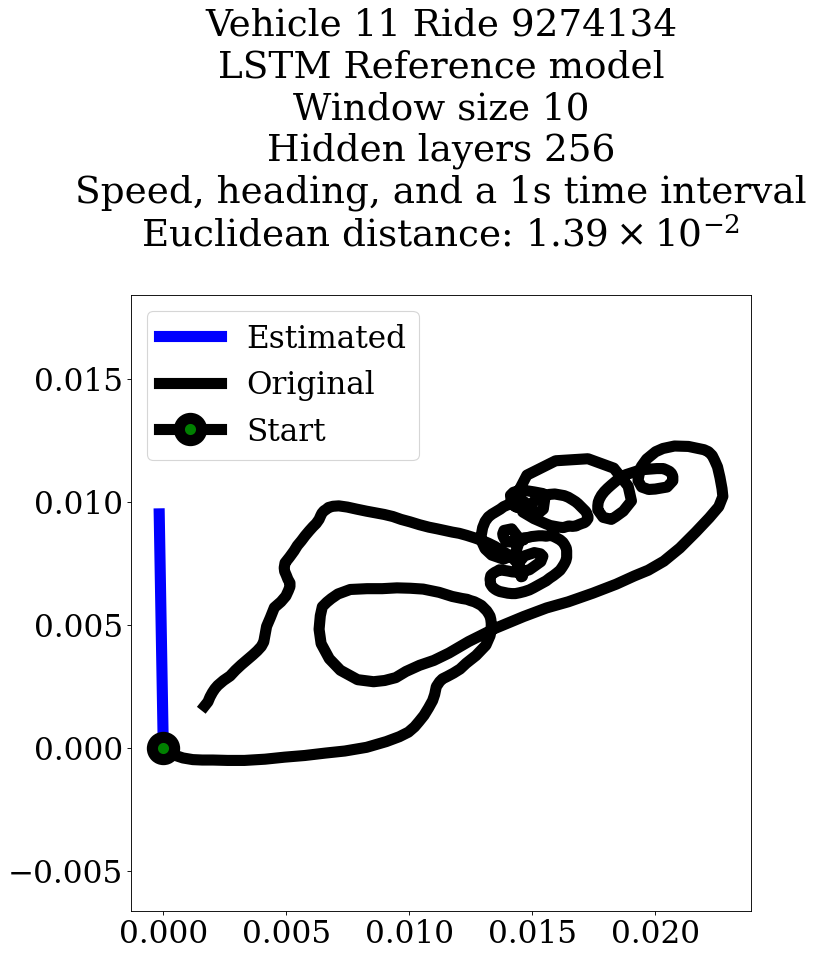 Vehicle 11 Ride 9274134
LSTM Reference model
Window size 10
Hidden layers 256
Speed, heading, and a 1s time interval
Euclidean distance: 1.39 × 10⁻²
Estimated
Original
Start
0.015
0.010
0.005
0.000
−0.005
0.000 0.005 0.010 0.015 0.020